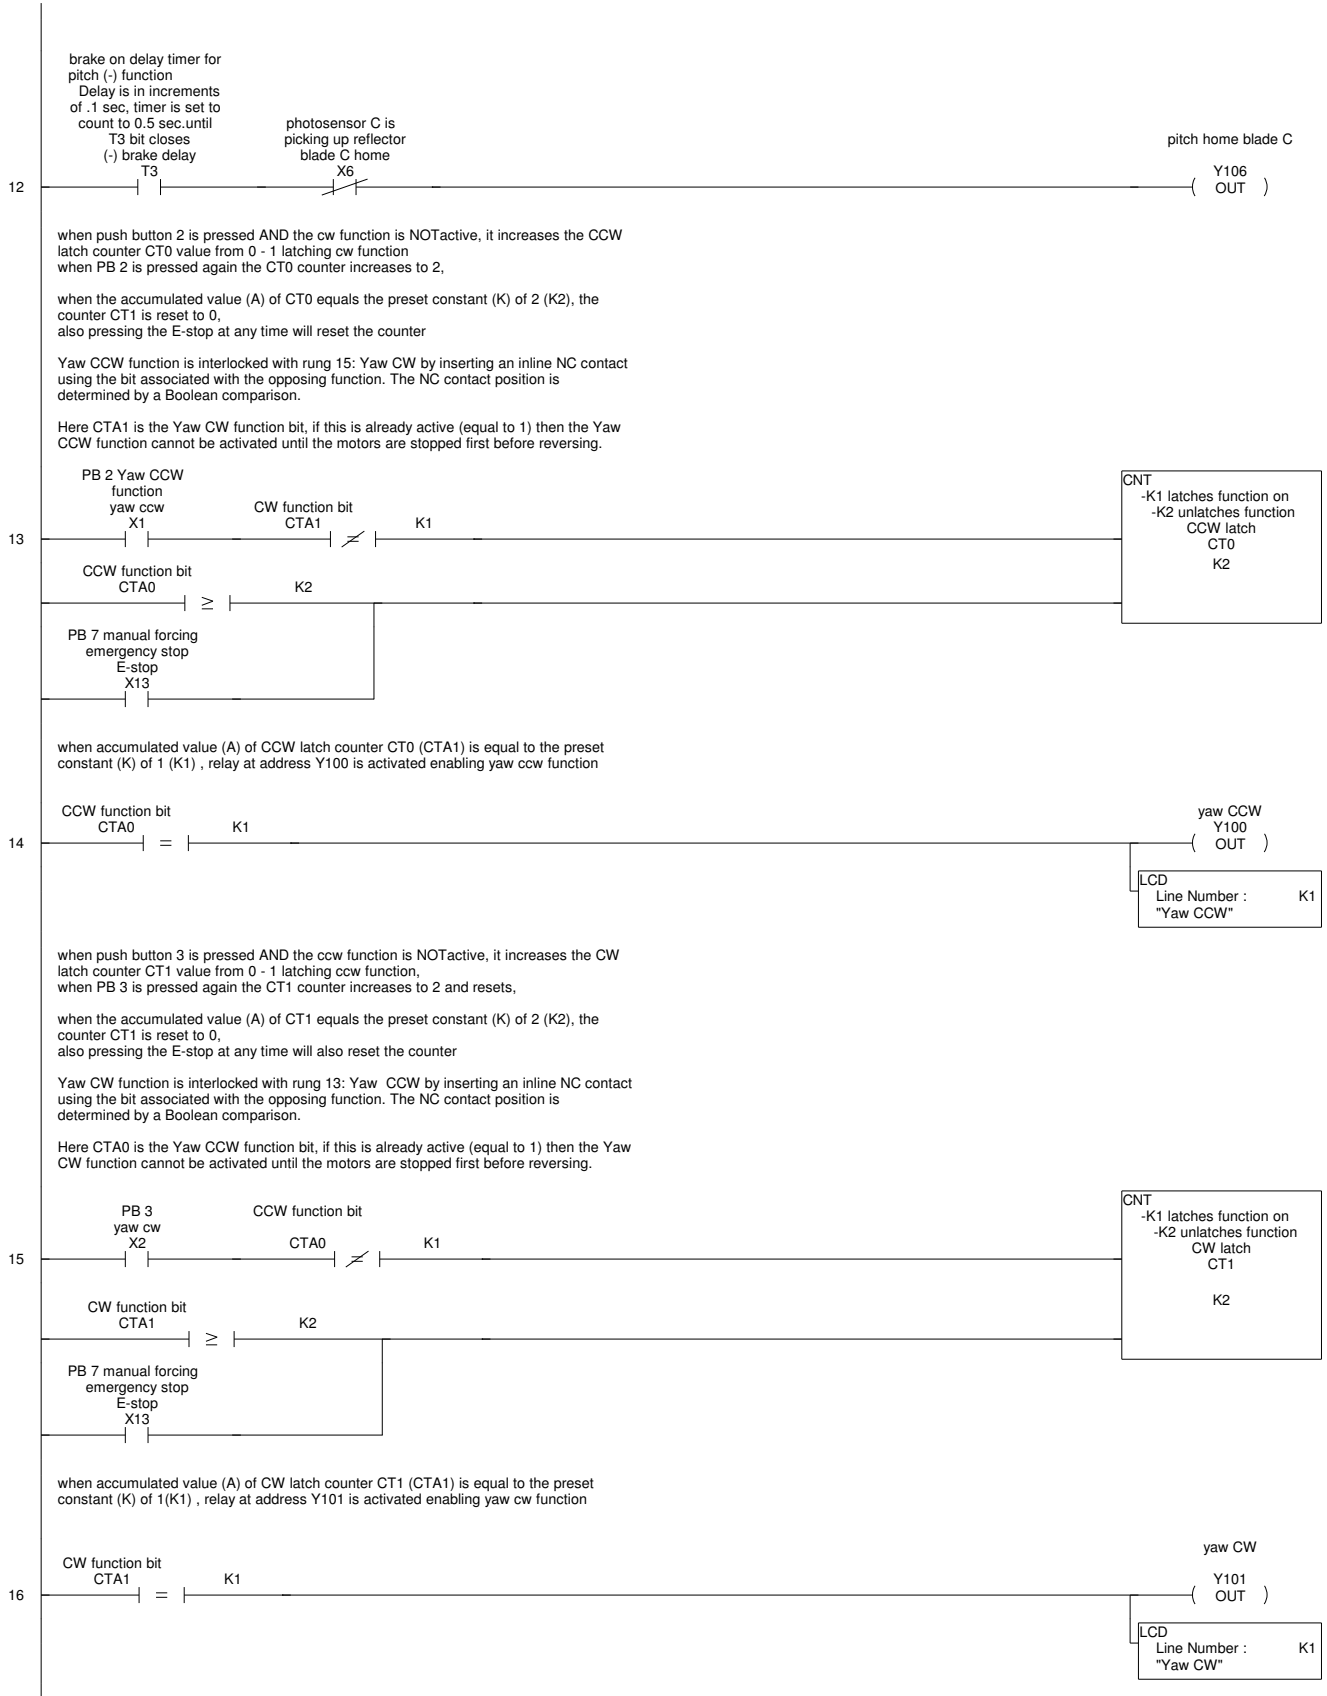 brake on delay timer for
pitch (-) function
Delay is in increments
of .1 sec, timer is set to
count to 0.5 sec.until
T3 bit closes
(-) brake delay
T3
photosensor C is
picking up reflector
blade C home
X6
pitch home blade C
Y106
OUT
12
when push button 2 is pressed AND the cw function is NOTactive, it increases the CCW
latch counter CT0 value from 0 - 1 latching cw function
when PB 2 is pressed again the CT0 counter increases to 2,
when the accumulated value (A) of CT0 equals the preset constant (K) of 2 (K2), the
counter CT1 is reset to 0,
also pressing the E-stop at any time will reset the counter
Yaw CCW function is interlocked with rung 15: Yaw CW by inserting an inline NC contact
using the bit associated with the opposing function. The NC contact position is
determined by a Boolean comparison.
Here CTA1 is the Yaw CW function bit, if this is already active (equal to 1) then the Yaw
CCW function cannot be activated until the motors are stopped first before reversing.
PB 2 Yaw CCW
function
yaw ccw
X1
CW function bit
CTA1
K1
CNT
-K1 latches function on
-K2 unlatches function
CCW latch
CT0
K2
13
CCW function bit
CTA0
≥
K2
PB 7 manual forcing
emergency stop
E-stop
X13
when accumulated value (A) of CCW latch counter CT0 (CTA1) is equal to the preset
constant (K) of 1 (K1) , relay at address Y100 is activated enabling yaw ccw function
CCW function bit
CTA0
=
K1
yaw CCW
Y100
OUT
14
LCD
Line Number : K1
"Yaw CCW"
when push button 3 is pressed AND the ccw function is NOTactive, it increases the CW
latch counter CT1 value from 0 - 1 latching ccw function,
when PB 3 is pressed again the CT1 counter increases to 2 and resets,
when the accumulated value (A) of CT1 equals the preset constant (K) of 2 (K2), the
counter CT1 is reset to 0,
also pressing the E-stop at any time will also reset the counter
Yaw CW function is interlocked with rung 13: Yaw  CCW by inserting an inline NC contact
using the bit associated with the opposing function. The NC contact position is
determined by a Boolean comparison.
Here CTA0 is the Yaw CCW function bit, if this is already active (equal to 1) then the Yaw
CW function cannot be activated until the motors are stopped first before reversing.
PB 3
yaw cw
X2
CCW function bit
CTA0
K1
CNT
-K1 latches function on
-K2 unlatches function
CW latch
CT1
K2
15
CW function bit
CTA1
≥
K2
PB 7 manual forcing
emergency stop
E-stop
X13
when accumulated value (A) of CW latch counter CT1 (CTA1) is equal to the preset
constant (K) of 1(K1) , relay at address Y101 is activated enabling yaw cw function
CW function bit
CTA1
=
K1
yaw CW
Y101
OUT
16
LCD
Line Number : K1
"Yaw CW"